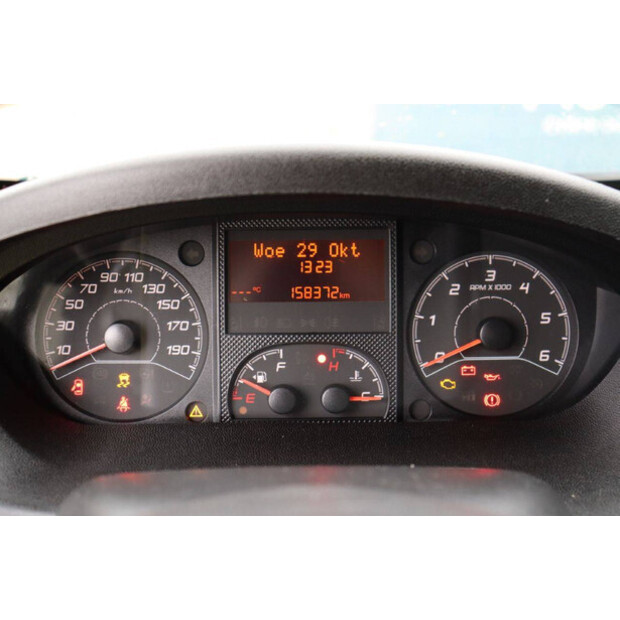 Woe 29 Okt
13:23
---°C 158372km
10 30 50 70 90 110 130 150 170 190
km/h
0 1 2 3 4 5 6
RPM X 1000
F H
E C